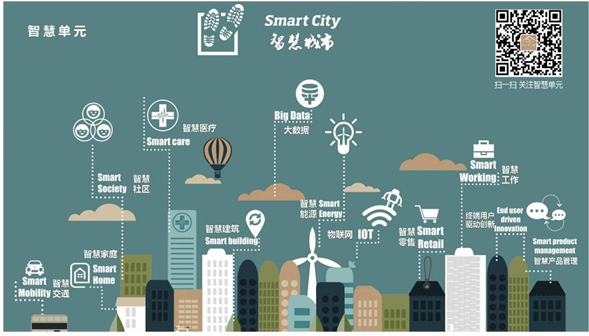 智慧单元
Smart City
智慧城市
扫一扫 关注智慧单元
Big Data
大数据
智慧医疗
Smart care
Smart
Society
智慧
社区
Smart
Working
智慧
工作
智慧
能源
Smart
Energy
智慧建筑
Smart building
物联网
IOT
智慧
零售
Smart
Retail
终端用户
驱动创新
End user
driven
Innovation
Smart product
management
智慧产品管理
智慧家庭
Smart
Home
Smart
Mobility
智慧
交通